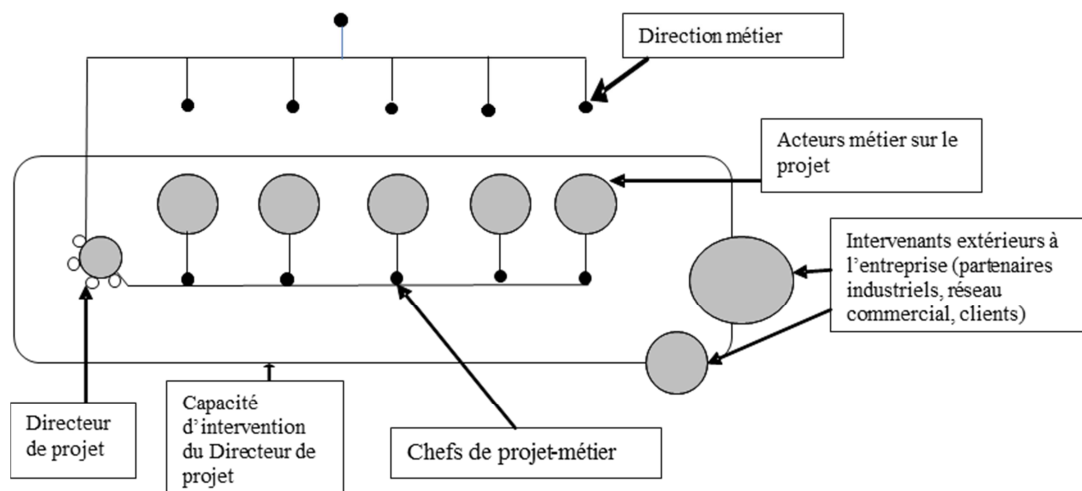 Direction métier
Acteurs métier sur le
projet
Intervenants extérieurs à
l'entreprise (partenaires
industriels, réseau
commercial, clients)
Directeur
de projet
Capacité
d'intervention
du Directeur de
projet
Chefs de projet-métier